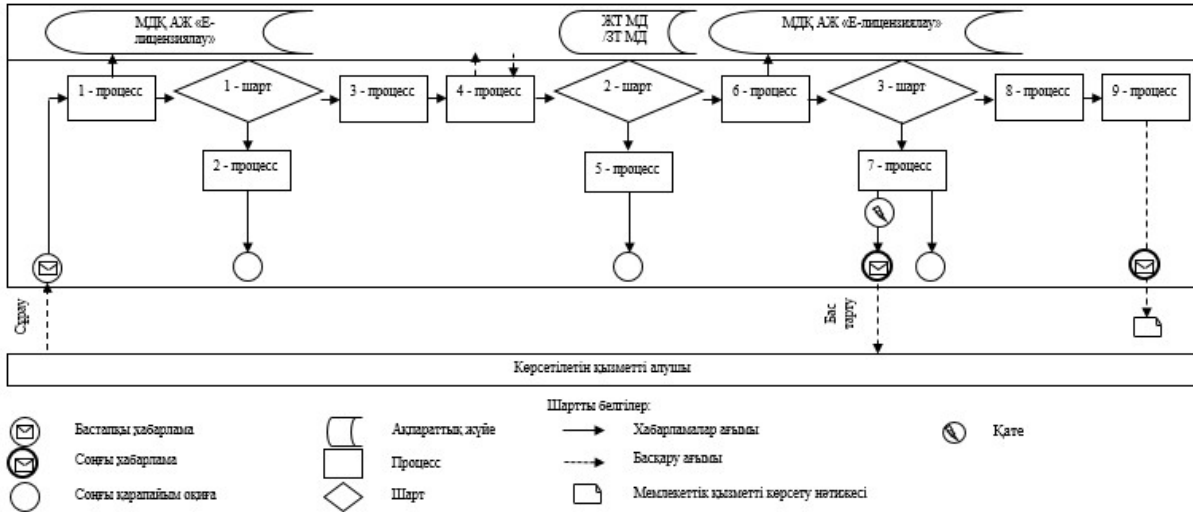 МДҚ АЖ «Е-
лицензиялау»
ЖТ МД
/ЗТ МД
МДҚ АЖ «Е-лицензиялау»
1 - процесс
1 - шарт
3 - процесс
4 - процесс
2 - шарт
6 - процесс
3 - шарт
8 - процесс
9 - процесс
2 - процесс
5 - процесс
7 - процесс
Сұрау
Бас
тарту
Көрсетілетін қызметті алушы
Шартты белгілер:
Бастапқы хабарлама
Ақпараттық жүйе
Хабарламалар ағымы
Қате
Соңғы хабарлама
Процесс
Басқару ағымы
Соңғы қарапайым оқиға
Шарт
Мемлекеттік қызметті көрсету нәтижесі